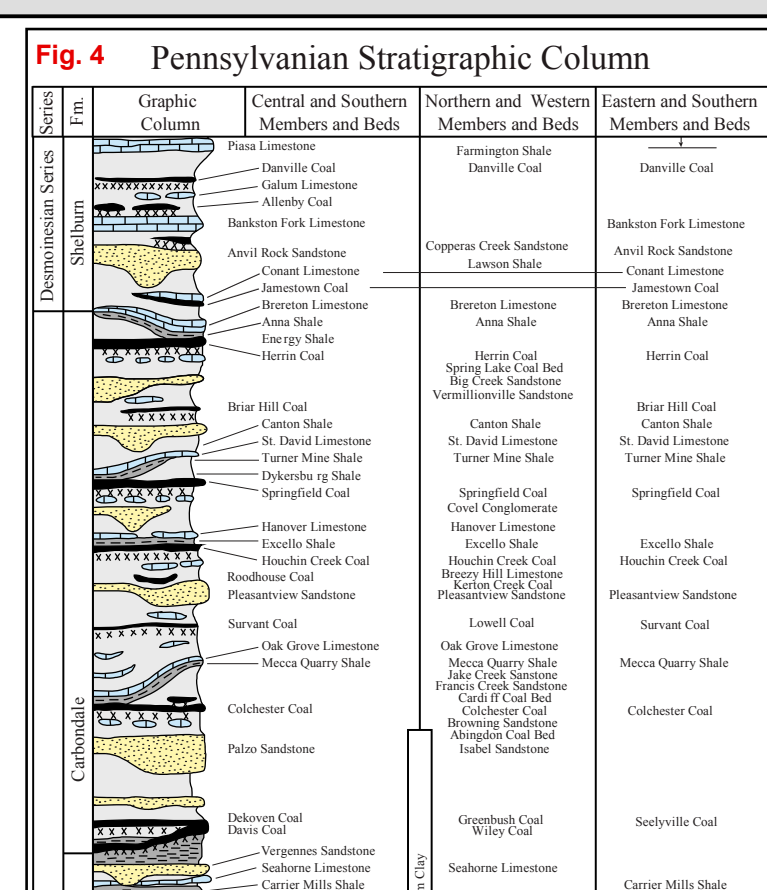 Fig. 4 Pennsylvanian Stratigraphic Column
Series
Fm.
Graphic
Column
Central and Southern
Members and Beds
Northern and Western
Members and Beds
Eastern and Southern
Members and Beds
Desmoinesian Series
Shelburn
Carbondale
Piasa Limestone
Danville Coal
Galum Limestone
Allenby Coal
Bankston Fork Limestone
Anvil Rock Sandstone
Conant Limestone
Jamestown Coal
Brereton Limestone
Anna Shale
Energy Shale
Herrin Coal
Briar Hill Coal
Canton Shale
St. David Limestone
Turner Mine Shale
Dykersbu rg Shale
Springfield Coal
Hanover Limestone
Excello Shale
Houchin Creek Coal
Roodhouse Coal
Pleasantview Sandstone
Survant Coal
Oak Grove Limestone
Mecca Quarry Shale
Colchester Coal
Palzo Sandstone
Dekoven Coal
Davis Coal
Vergennes Sandstone
Seahorne Limestone
Carrier Mills Shale
Farmington Shale
Danville Coal
Copperas Creek Sandstone
Lawson Shale
Brereton Limestone
Anna Shale
Herrin Coal
Spring Lake Coal Bed
Big Creek Sandstone
Vermillionville Sandstone
Canton Shale
St. David Limestone
Turner Mine Shale
Springfield Coal
Covel Conglomerate
Hanover Limestone
Excello Shale
Houchin Creek Coal
Breezy Hill Limestone
Kerton Creek Coal
Pleasantview Sandstone
Lowell Coal
Oak Grove Limestone
Mecca Quarry Shale
Jake Creek Sanstone
Francis Creek Sandstone
Cardi ff Coal Bed
Colchester Coal
Browning Sandstone
Abingdon Coal Bed
Isabel Sandstone
Greenbush Coal
Wiley Coal
Seahorne Limestone
Clay
Danville Coal
Bankston Fork Limestone
Anvil Rock Sandstone
Conant Limestone
Jamestown Coal
Brereton Limestone
Anna Shale
Herrin Coal
Briar Hill Coal
Canton Shale
St. David Limestone
Turner Mine Shale
Springfield Coal
Excello Shale
Houchin Creek Coal
Pleasantview Sandstone
Survant Coal
Mecca Quarry Shale
Colchester Coal
Seelyville Coal
Carrier Mills Shale